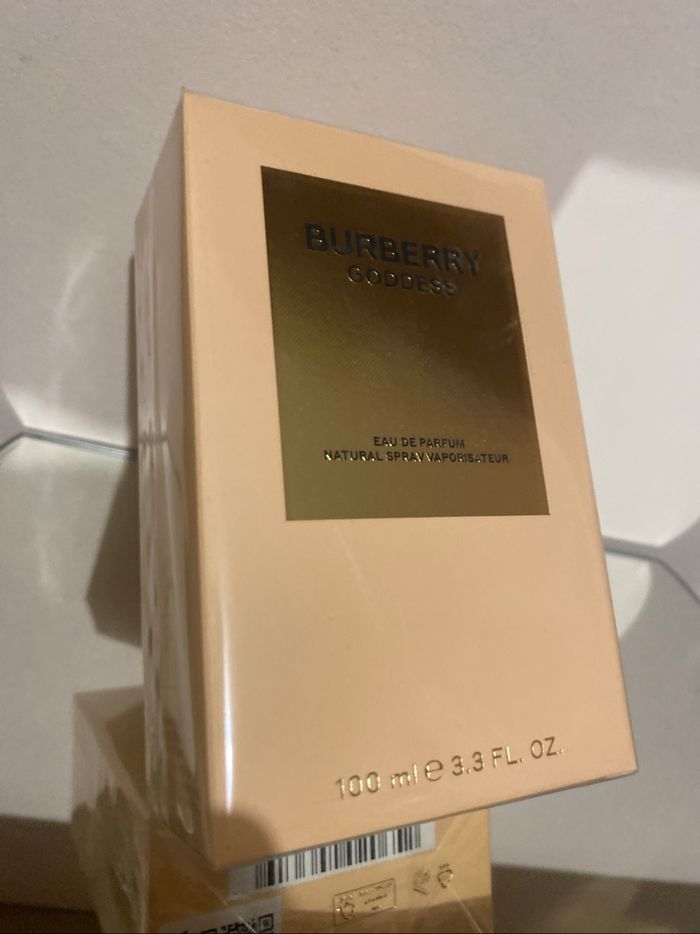 BURBERRY
GODDESS
EAU DE PARFUM
NATURAL SPRAY VAPORISATEUR
100 ml e 3.3 FL. OZ.